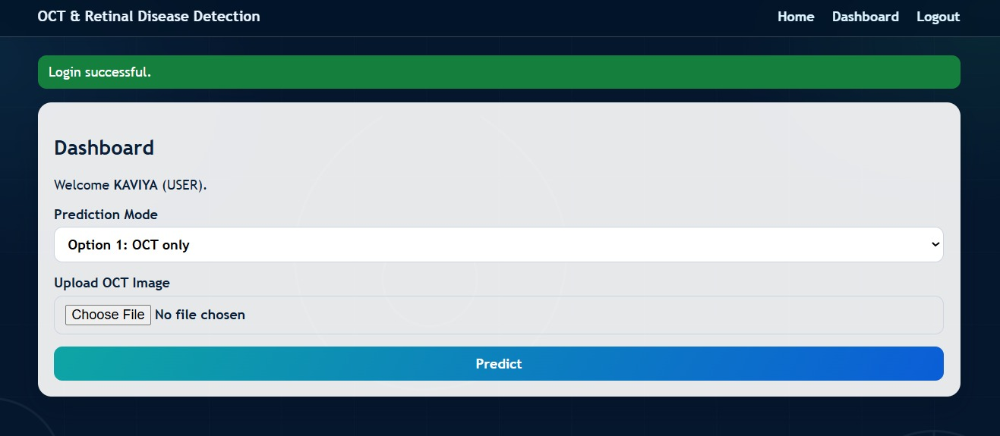 OCT & Retinal Disease Detection
Home Dashboard Logout
Login successful.
Dashboard
Welcome KAVIYA (USER).
Prediction Mode
Option 1: OCT only
Upload OCT Image
Choose File No file chosen
Predict